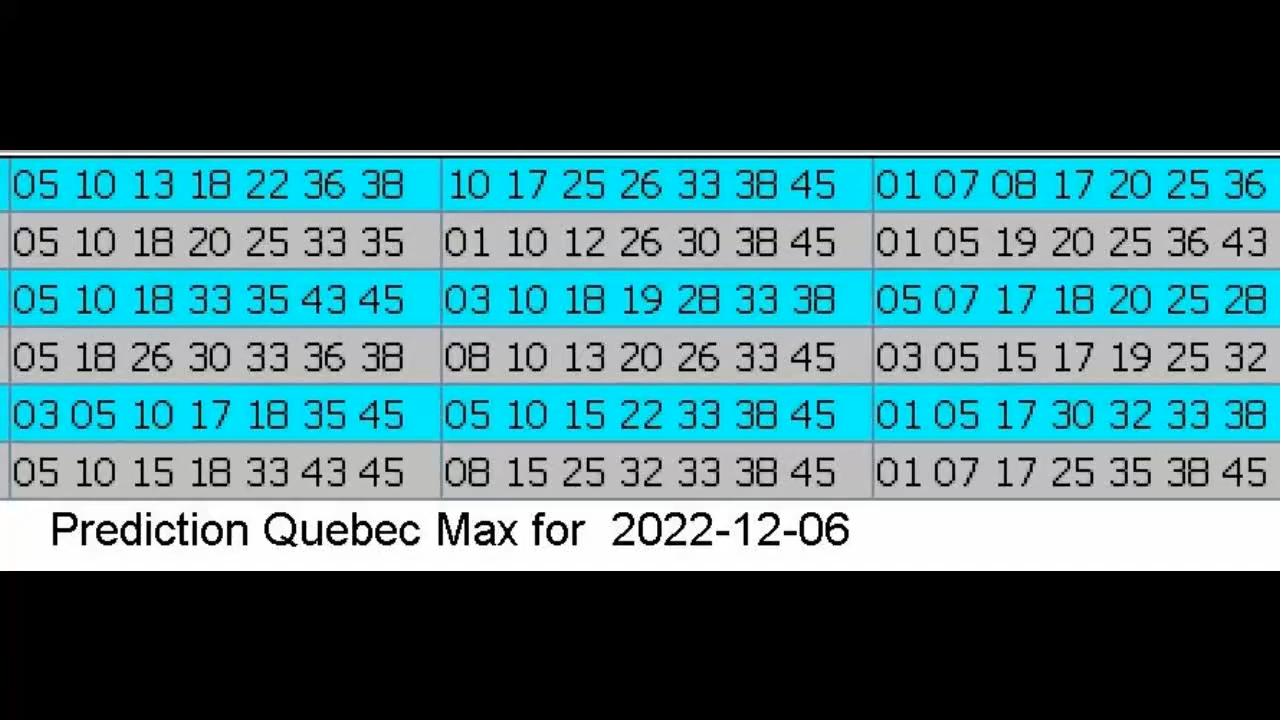 05 10 13 18 22 36 38 10 17 25 26 33 38 45 01 07 08 17 20 25 36
05 10 18 20 25 33 35 01 10 12 26 30 38 45 01 05 19 20 25 36 43
05 10 18 33 35 43 45 03 10 18 19 28 33 38 05 07 17 18 20 25 28
05 18 26 30 33 36 38 08 10 13 20 26 33 45 03 05 15 17 19 25 32
03 05 10 17 18 35 45 05 10 15 22 33 38 45 01 05 17 30 32 33 38
05 10 15 18 33 43 45 08 15 25 32 33 38 45 01 07 17 25 35 38 45
Prediction Quebec Max for 2022-12-06